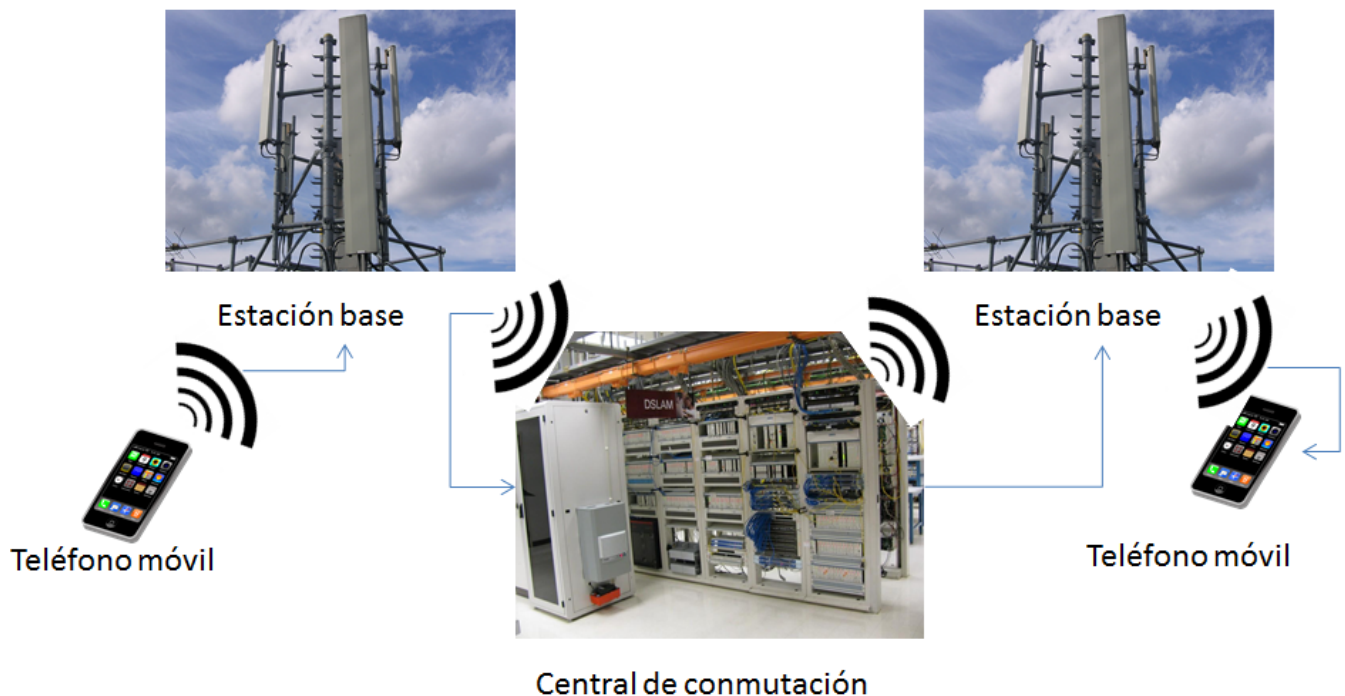 Estación base
Estación base
DSLAM
Teléfono móvil
Teléfono móvil
Central de conmutación